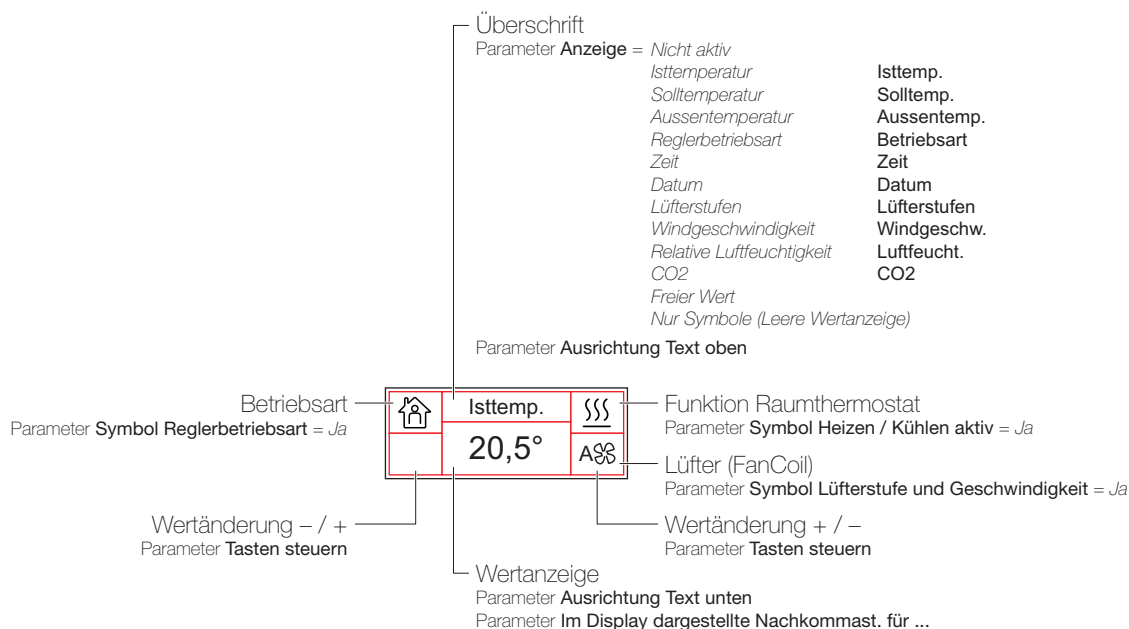 Überschrift
Parameter Anzeige = Nicht aktiv
Isttemperatur Isttemp.
Solltemperatur Solltemp.
Aussentemperatur Aussentemp.
Reglerbetriebsart Betriebsart
Zeit Zeit
Datum Datum
Lüfterstufen Lüfterstufen
Windgeschwindigkeit Windgeschw.
Relative Luftfeuchtigkeit Luftfeucht.
CO2 CO2
Freier Wert
Nur Symbole (Leere Wertanzeige)
Parameter Ausrichtung Text oben
Betriebsart
Parameter Symbol Reglerbetriebsart = Ja
Isttemp.
20,5°
A
Funktion Raumthermostat
Parameter Symbol Heizen / Kühlen aktiv = Ja
Lüfter (FanCoil)
Parameter Symbol Lüfterstufe und Geschwindigkeit = Ja
Wertänderung – / +
Parameter Tasten steuern
Wertänderung + / –
Parameter Tasten steuern
Wertanzeige
Parameter Ausrichtung Text unten
Parameter Im Display dargestellte Nachkommast. für ...